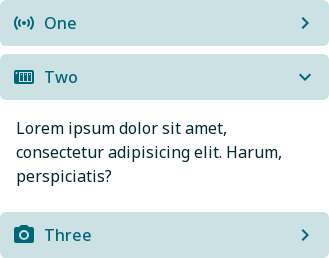 One
Two
Lorem ipsum dolor sit amet,
consectetur adipisicing elit. Harum,
perspiciatis?
Three